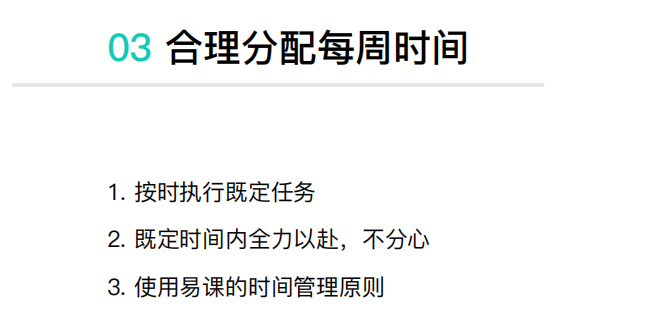 03 合理分配每周时间
1. 按时执行既定任务
2. 既定时间内全力以赴，不分心
3. 使用易课的时间管理原则